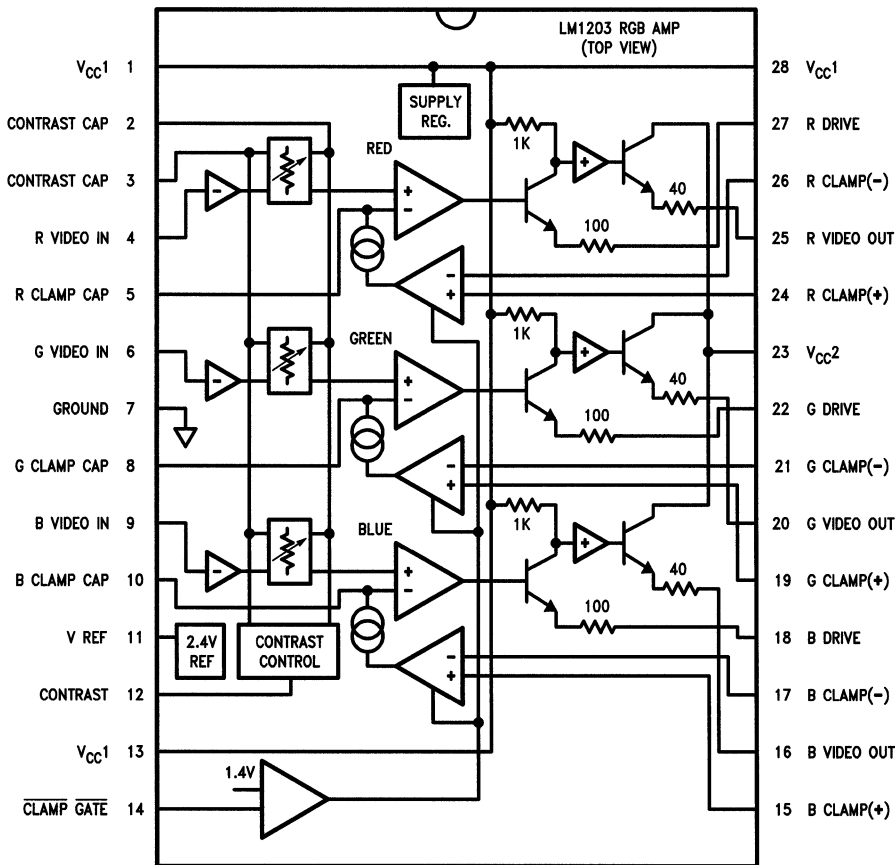 LM1203 RGB AMP
(TOP VIEW)
VCC1 1
28 VCC1
SUPPLY
REG.
CONTRAST CAP 2
27 R DRIVE
1K
RED
+
40
CONTRAST CAP 3
26 R CLAMP(-)
-
+
-
100
R VIDEO IN 4
25 R VIDEO OUT
-
+
R CLAMP CAP 5
24 R CLAMP(+)
1K
GREEN
G VIDEO IN 6
23 VCC2
+
-
+
-
40
GROUND 7
22 G DRIVE
100
G CLAMP CAP 8
21 G CLAMP(-)
-
+
1K
B VIDEO IN 9
20 G VIDEO OUT
BLUE
+
-
+
-
40
B CLAMP CAP 10
19 G CLAMP(+)
100
V REF 11
2.4V
REF
CONTRAST
CONTROL
18 B DRIVE
-
+
CONTRAST 12
17 B CLAMP(-)
VCC1 13
16 B VIDEO OUT
1.4V
CLAMP GATE 14
15 B CLAMP(+)